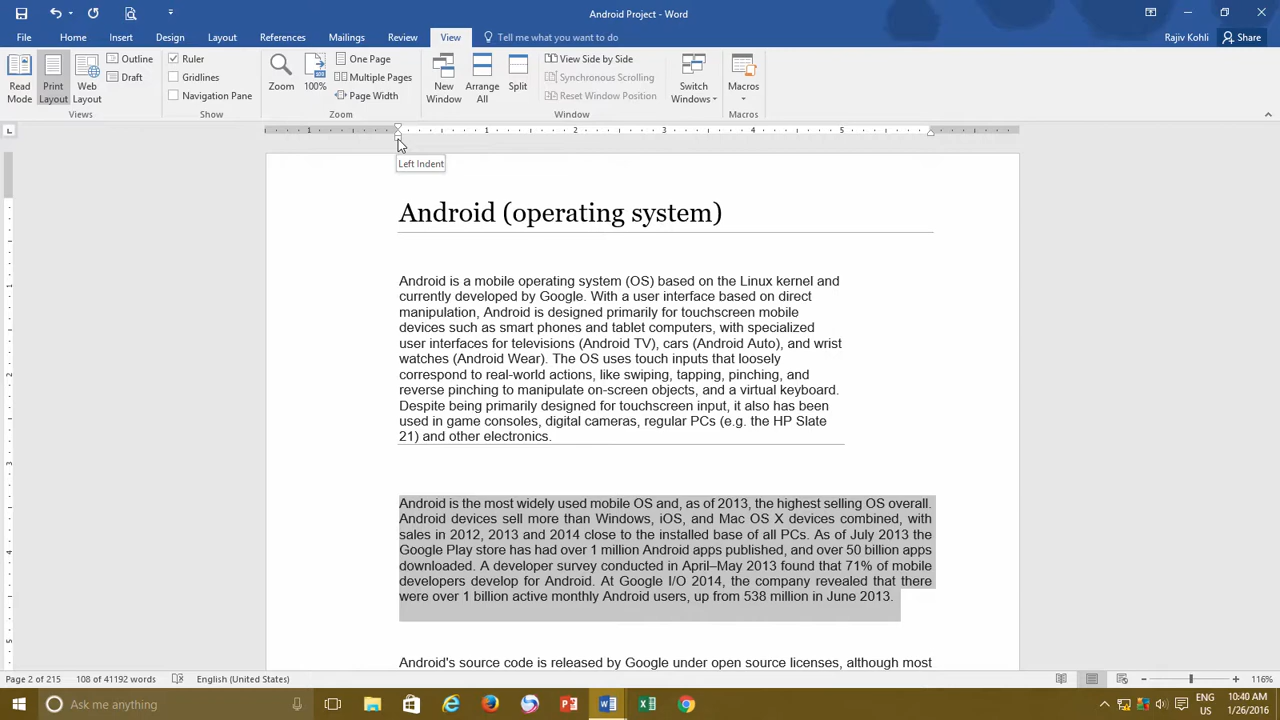 Android Project - Word
File Home Insert Design Layout References Mailings Review View Tell me what you want to do Rajiv Kohli Share
Read Mode Print Layout Web Layout Outline Draft
Ruler Gridlines Navigation Pane
Zoom 100% One Page Multiple Pages Page Width
New Window Arrange All Split View Side by Side Synchronous Scrolling Reset Window Position
Switch Windows Macros
Views Show Zoom Window Macros
1 1 2 3 4 5
Left Indent
Android (operating system)
Android is a mobile operating system (OS) based on the Linux kernel and
currently developed by Google. With a user interface based on direct
manipulation, Android is designed primarily for touchscreen mobile
devices such as smart phones and tablet computers, with specialized
user interfaces for televisions (Android TV), cars (Android Auto), and wrist
watches (Android Wear). The OS uses touch inputs that loosely
correspond to real-world actions, like swiping, tapping, pinching, and
reverse pinching to manipulate on-screen objects, and a virtual keyboard.
Despite being primarily designed for touchscreen input, it also has been
used in game consoles, digital cameras, regular PCs (e.g. the HP Slate
21) and other electronics.
Android is the most widely used mobile OS and, as of 2013, the highest selling OS overall.
Android devices sell more than Windows, iOS, and Mac OS X devices combined, with
sales in 2012, 2013 and 2014 close to the installed base of all PCs. As of July 2013 the
Google Play store has had over 1 million Android apps published, and over 50 billion apps
downloaded. A developer survey conducted in April–May 2013 found that 71% of mobile
developers develop for Android. At Google I/O 2014, the company revealed that there
were over 1 billion active monthly Android users, up from 538 million in June 2013.
Android's source code is released by Google under open source licenses, although most
Page 2 of 215 108 of 41192 words English (United States) 116%
Ask me anything ENG 10:40 AM
US 1/26/2016